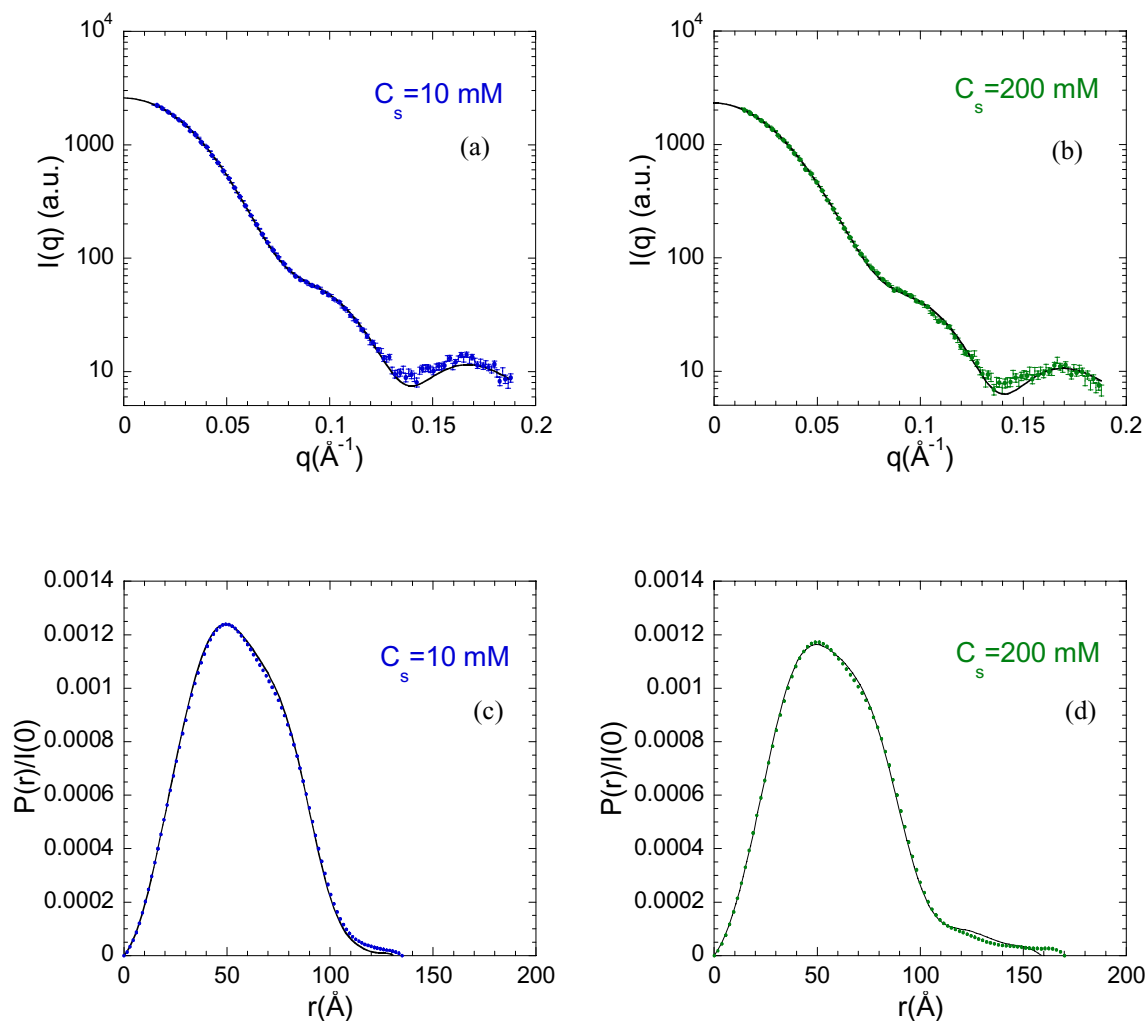 10⁴
1000
100
10
I(q) (a.u.)
C_s=10 mM
(a)
0 0.05 0.1 0.15 0.2
q(Å⁻¹)
10⁴
1000
100
10
I(q) (a.u.)
C_s=200 mM
(b)
0 0.05 0.1 0.15 0.2
q(Å⁻¹)
0.0014
0.0012
0.001
0.0008
0.0006
0.0004
0.0002
0
P(r)/I(0)
C_s=10 mM
(c)
0 50 100 150 200
r(Å)
0.0014
0.0012
0.001
0.0008
0.0006
0.0004
0.0002
0
P(r)/I(0)
C_s=200 mM
(d)
0 50 100 150 200
r(Å)